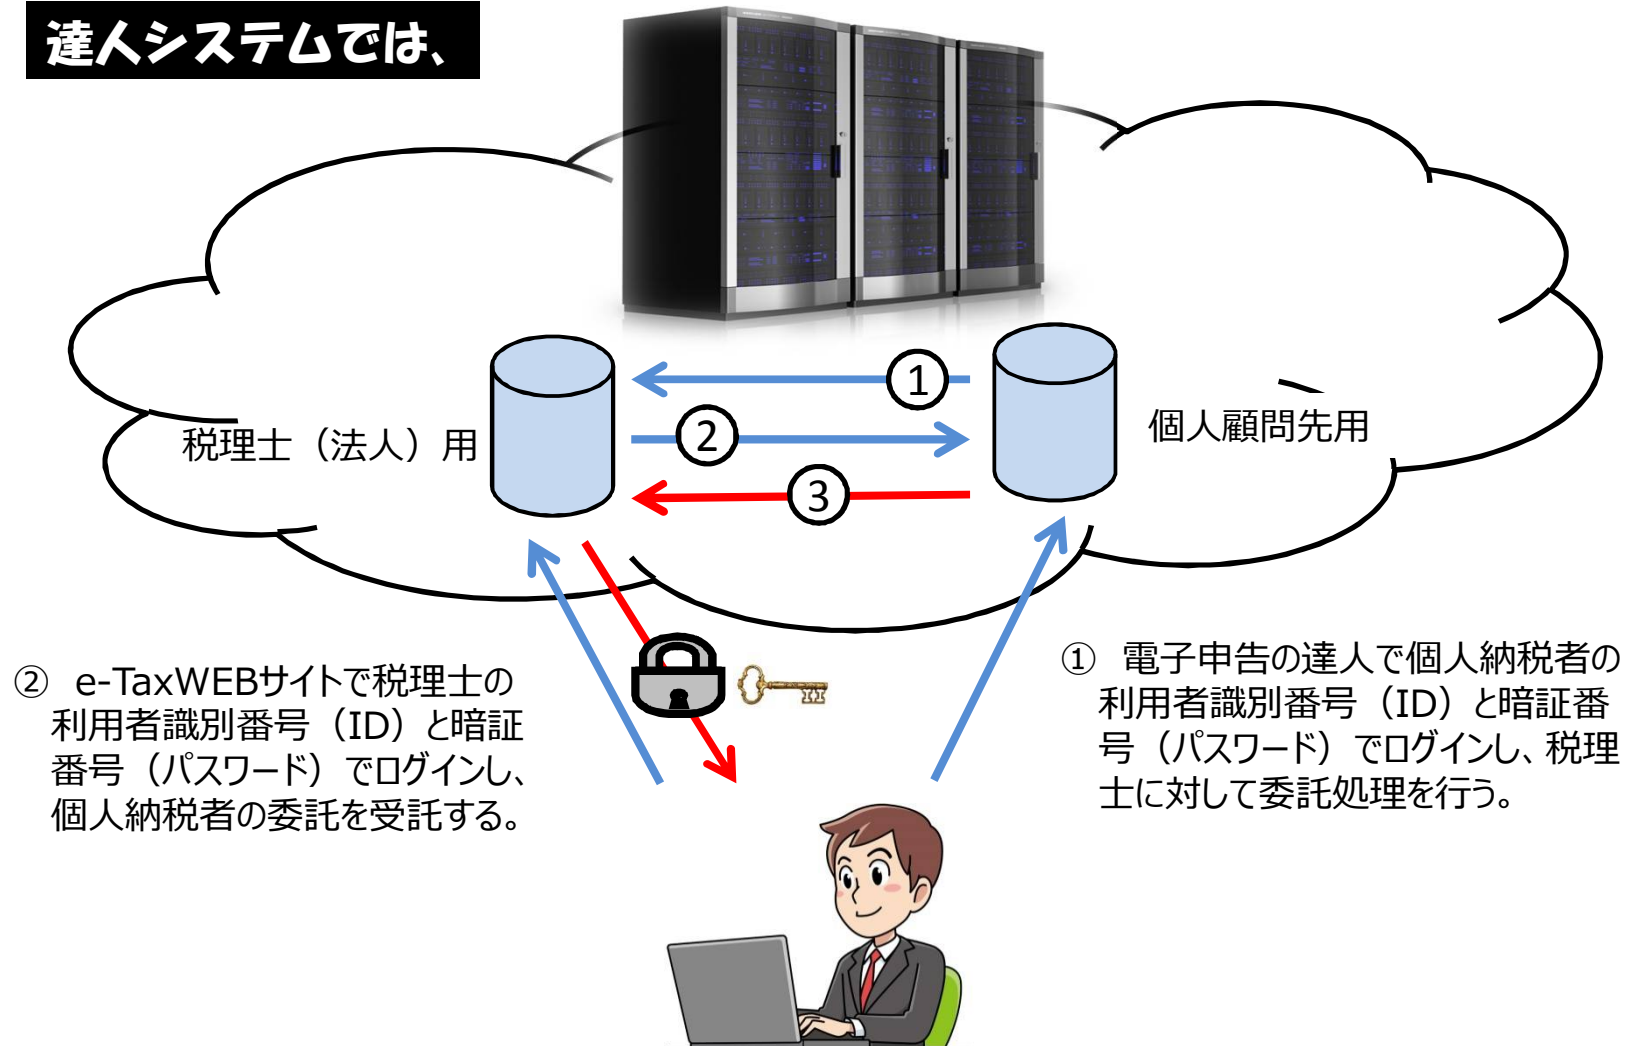 達人システムでは、
①
税理士（法人）用
②
個人顧問先用
③
② e-TaxWEBサイトで税理士の
利用者識別番号（ID）と暗証
番号（パスワード）でログインし、
個人納税者の委託を受託する。
① 電子申告の達人で個人納税者の
利用者識別番号（ID）と暗証番
号（パスワード）でログインし、税理
士に対して委託処理を行う。